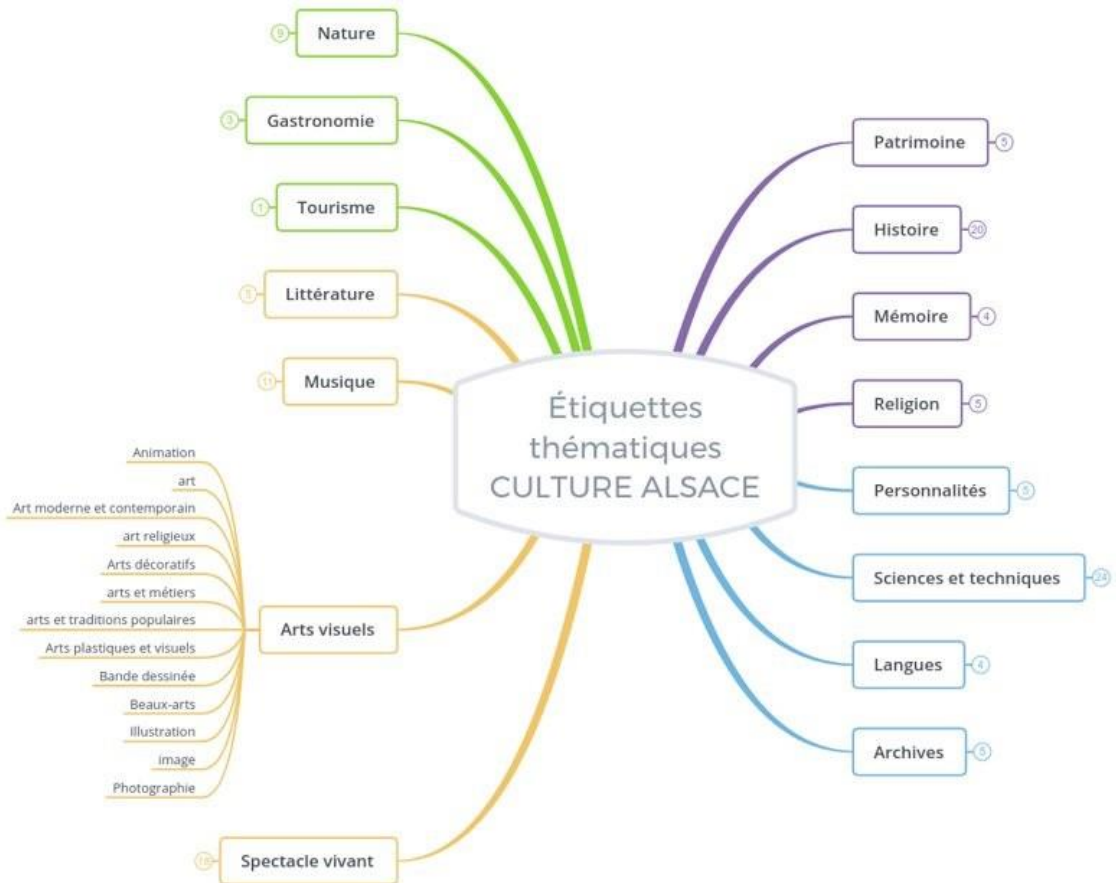 Étiquettes
thématiques
CULTURE ALSACE
Nature
9
Gastronomie
3
Tourisme
1
Littérature
5
Musique
11
Arts visuels
Animation
art
Art moderne et contemporain
art religieux
Arts décoratifs
arts et métiers
arts et traditions populaires
Arts plastiques et visuels
Bande dessinée
Beaux-arts
Illustration
image
Photographie
Spectacle vivant
Patrimoine
5
Histoire
20
Mémoire
4
Religion
5
Personnalités
5
Sciences et techniques
24
Langues
4
Archives
5